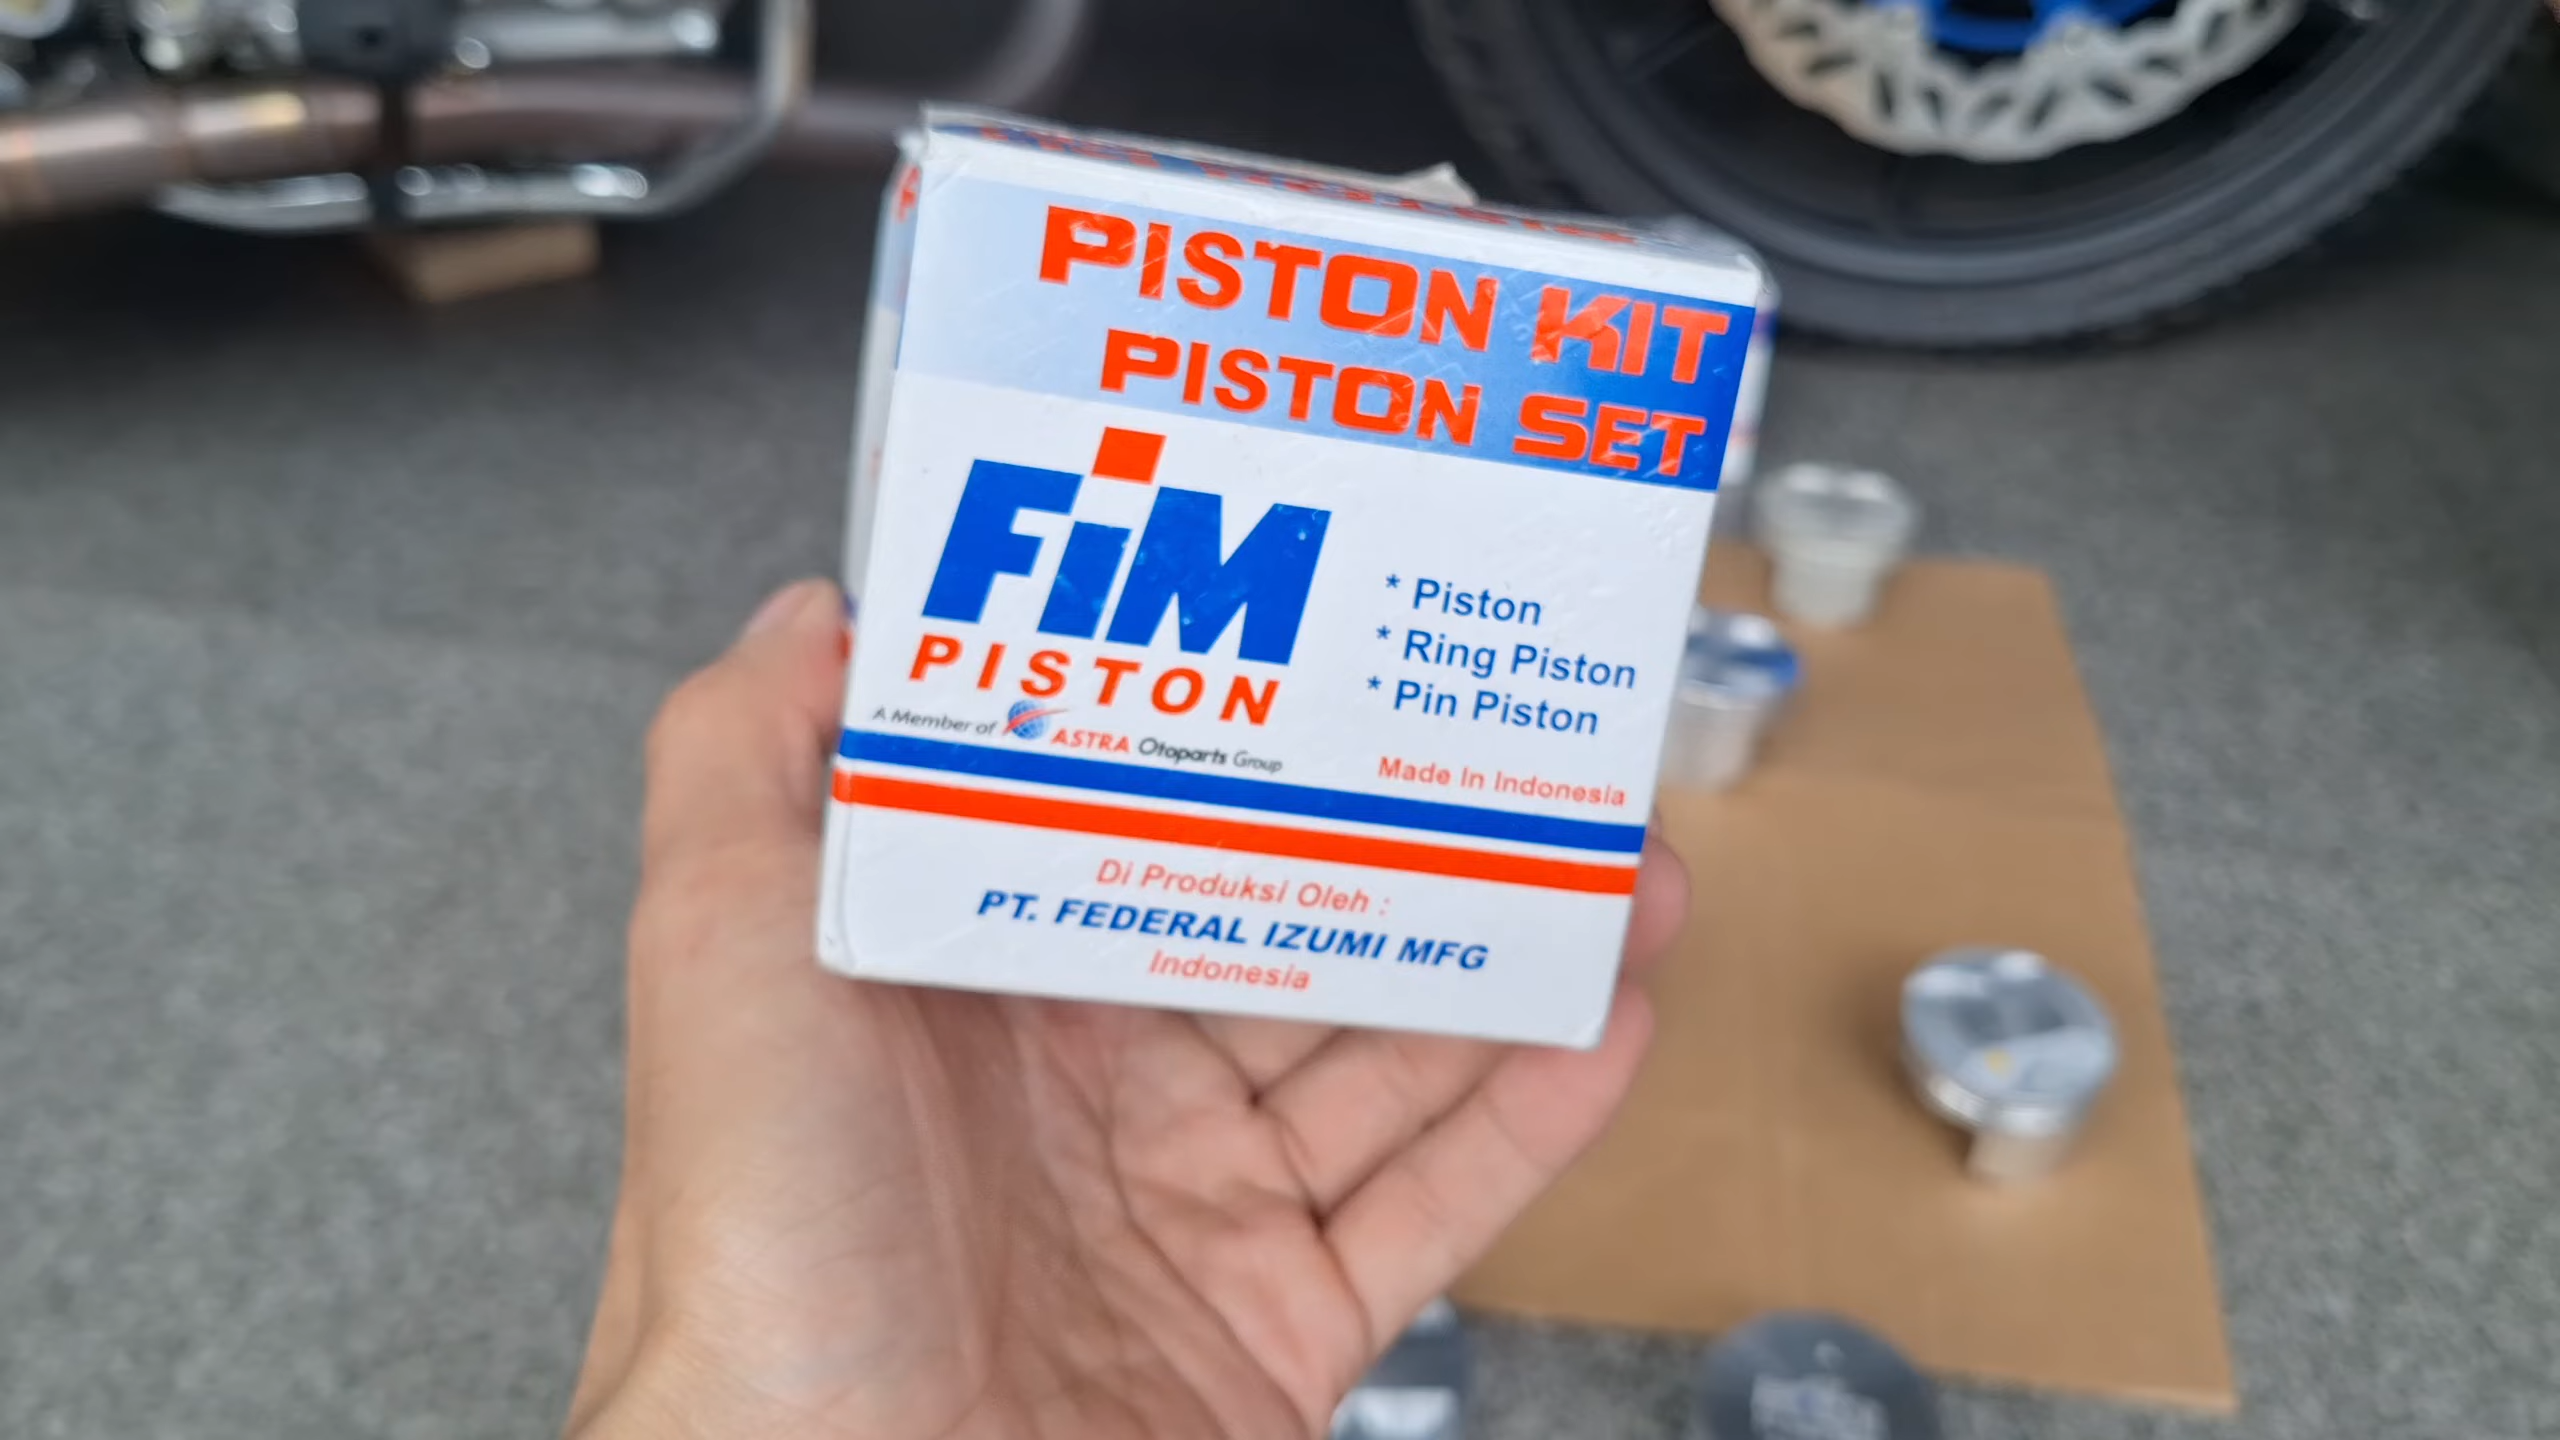 PISTON KIT
PISTON SET
FiM
PISTON
A Member of ASTRA Otoparts Group
* Piston
* Ring Piston
* Pin Piston
Made In Indonesia
Di Produksi Oleh :
PT. FEDERAL IZUMI MFG
Indonesia